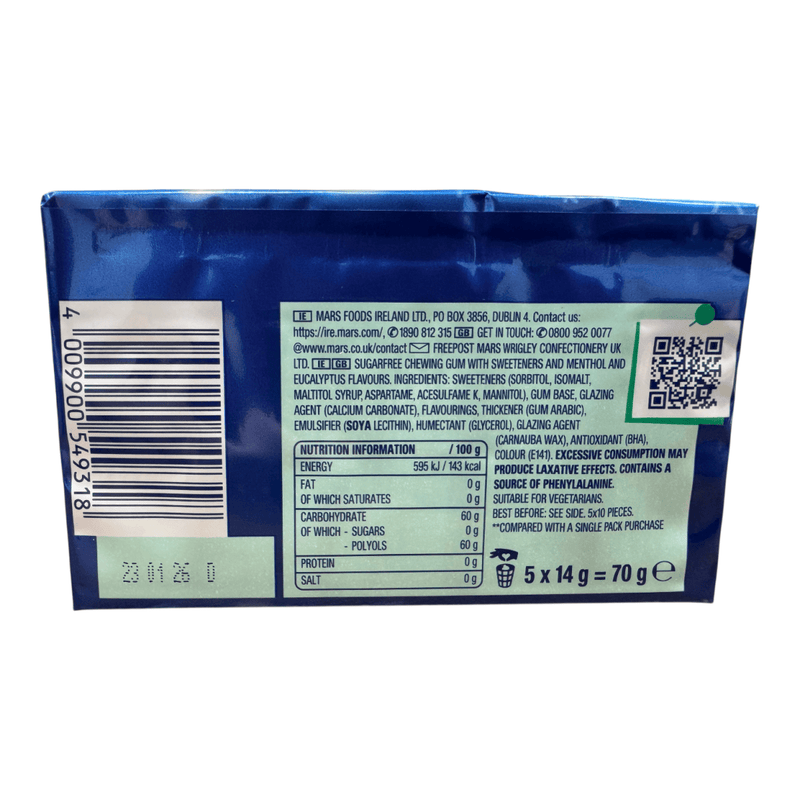 4 009900 549318
23 01 26 D
IE MARS FOODS IRELAND LTD., PO BOX 3856, DUBLIN 4. Contact us:
https://ire.mars.com/, ✆1890 812 315 GB GET IN TOUCH: ✆0800 952 0077
@www.mars.co.uk/contact ✉ FREEPOST MARS WRIGLEY CONFECTIONERY UK
LTD. IE GB SUGARFREE CHEWING GUM WITH SWEETENERS AND MENTHOL AND
EUCALYPTUS FLAVOURS. INGREDIENTS: SWEETENERS (SORBITOL, ISOMALT,
MALTITOL SYRUP, ASPARTAME, ACESULFAME K, MANNITOL), GUM BASE, GLAZING
AGENT (CALCIUM CARBONATE), FLAVOURINGS, THICKENER (GUM ARABIC),
EMULSIFIER (SOYA LECITHIN), HUMECTANT (GLYCEROL), GLAZING AGENT
(CARNAUBA WAX), ANTIOXIDANT (BHA),
COLOUR (E141). EXCESSIVE CONSUMPTION MAY
PRODUCE LAXATIVE EFFECTS. CONTAINS A
SOURCE OF PHENYLALANINE.
SUITABLE FOR VEGETARIANS.
BEST BEFORE: SEE SIDE. 5x10 PIECES.
**COMPARED WITH A SINGLE PACK PURCHASE
NUTRITION INFORMATION / 100 g
ENERGY 595 kJ / 143 kcal
FAT 0 g
OF WHICH SATURATES 0 g
CARBOHYDRATE 60 g
OF WHICH - SUGARS 0 g
- POLYOLS 60 g
PROTEIN 0 g
SALT 0 g
5 x 14 g = 70 g ℮